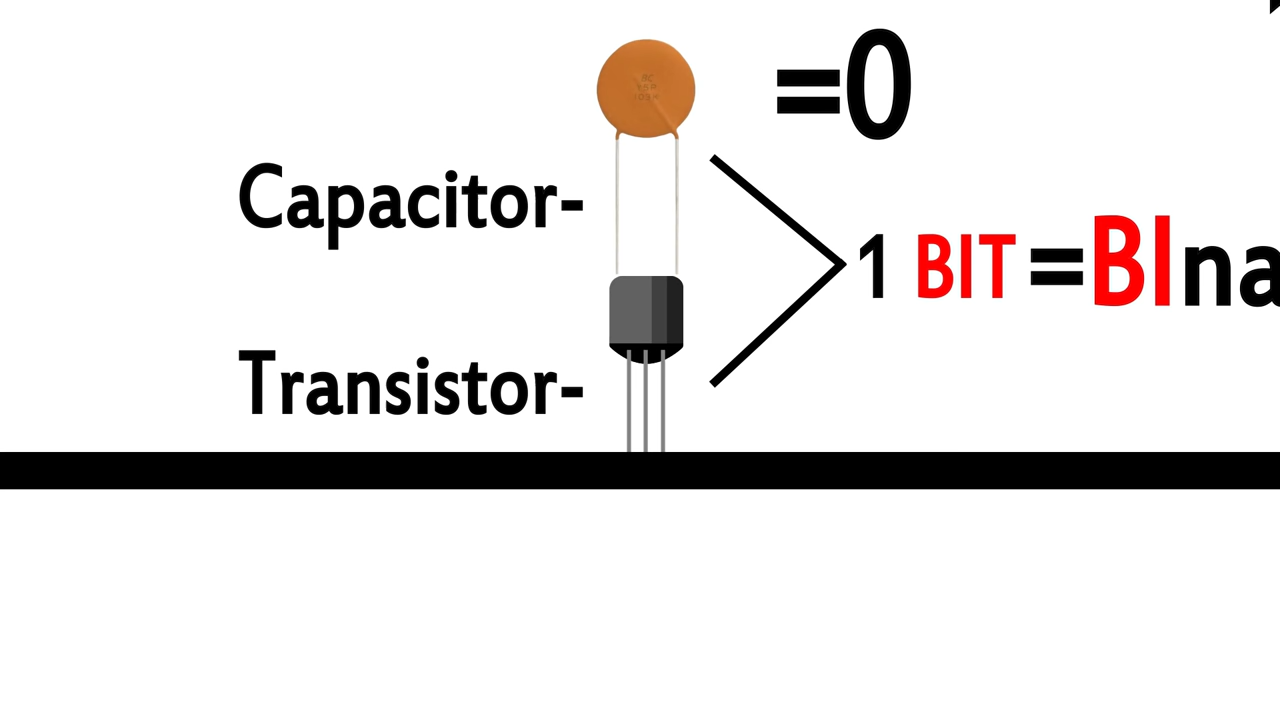 =0
Capacitor-
1 BIT =BIna
Transistor-